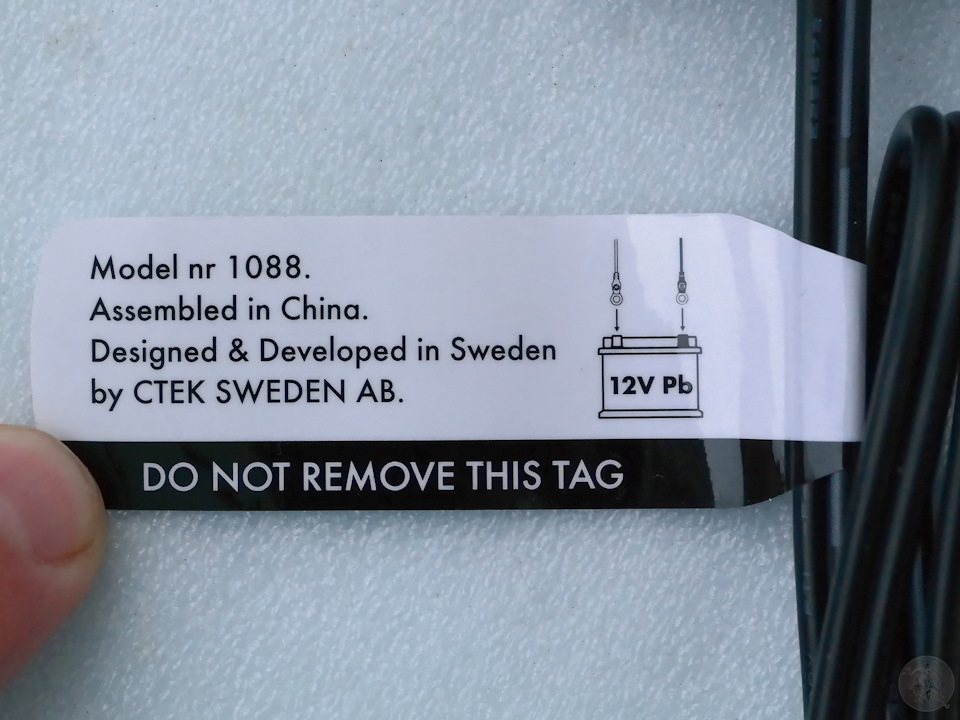 Model nr 1088.
Assembled in China.
Designed & Developed in Sweden
by CTEK SWEDEN AB.
12V Pb
DO NOT REMOVE THIS TAG